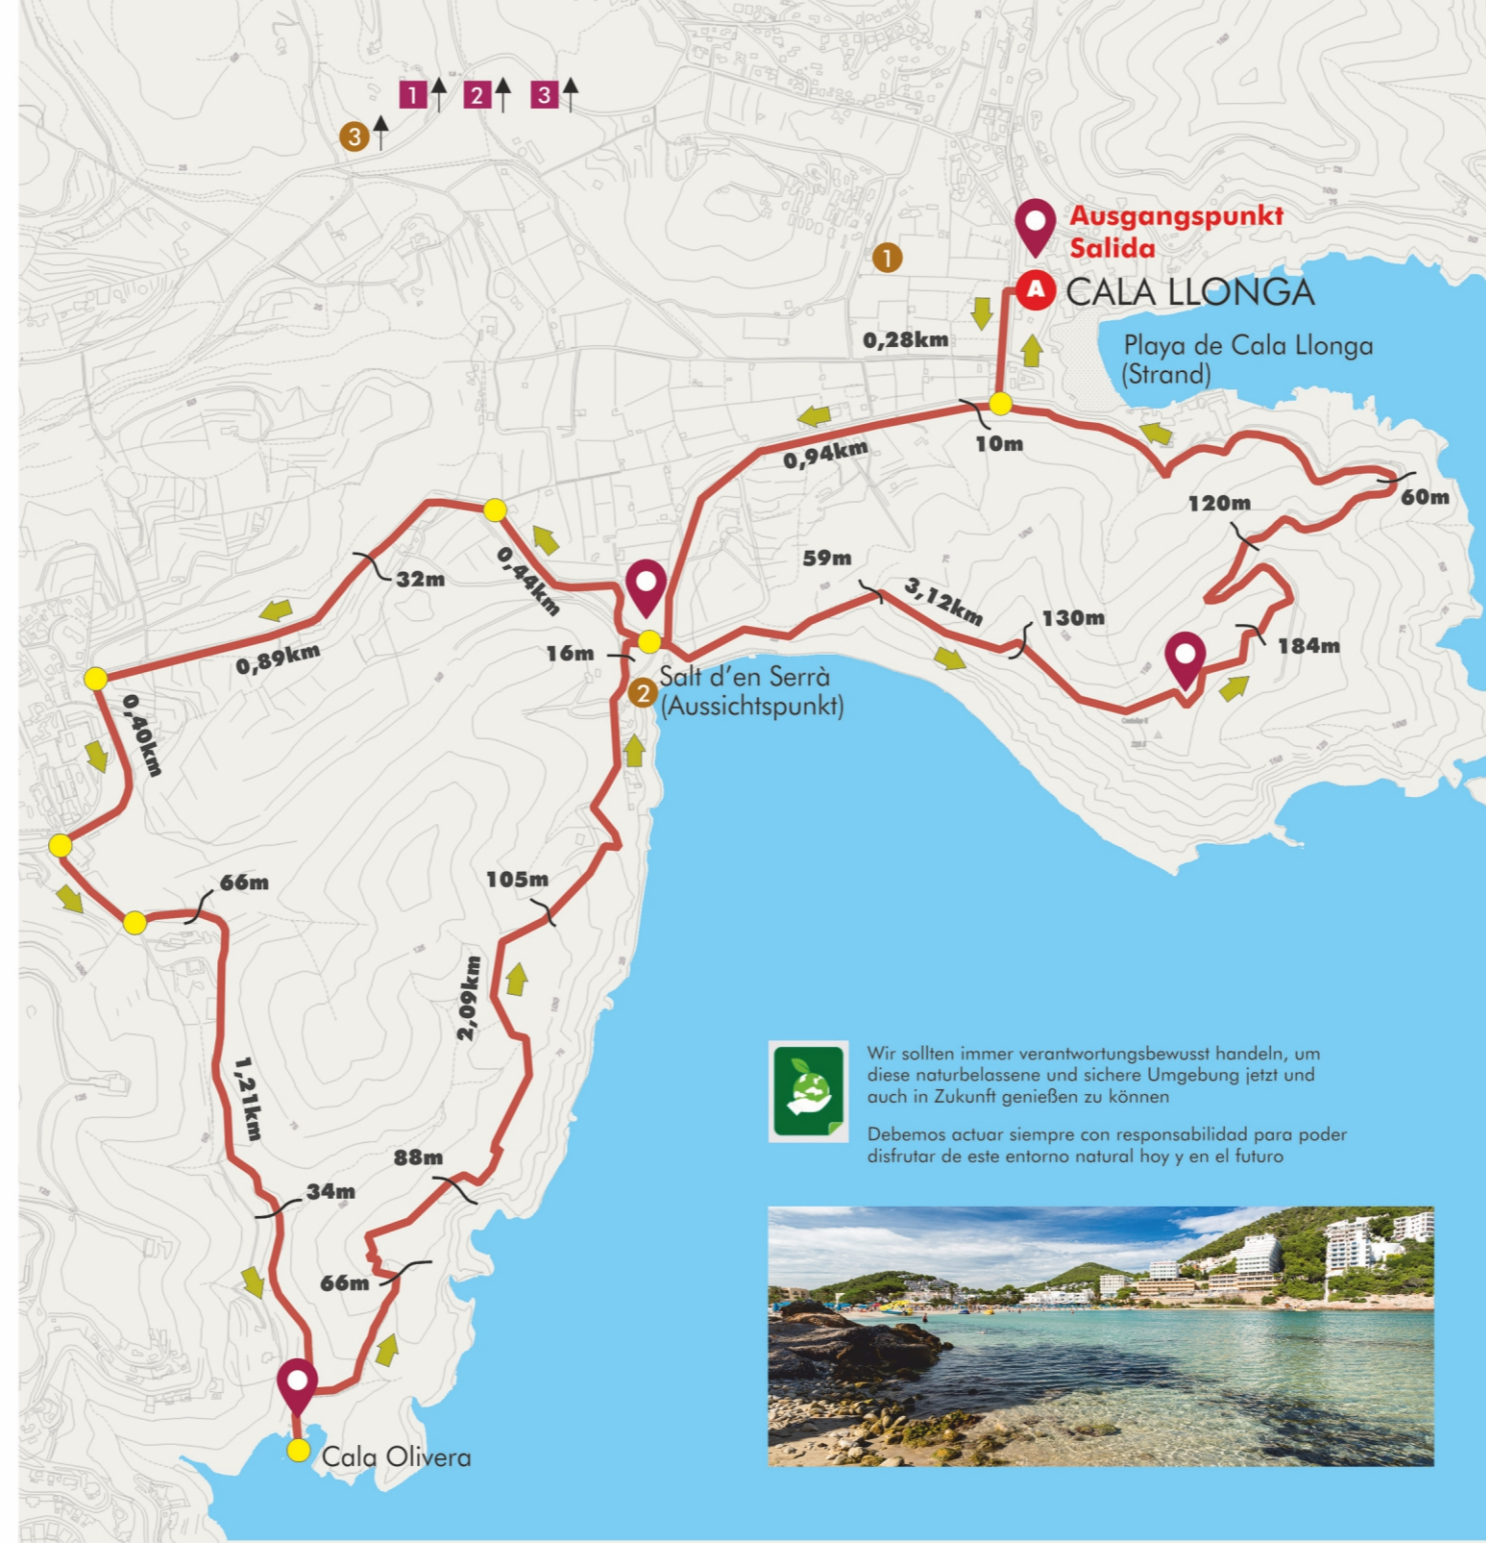 1 2 3
3
Ausgangspunkt
Salida
1
A CALA LLONGA
0,28km
Playa de Cala Llonga
(Strand)
10m
0,94km
60m
120m
59m
32m
0,44km
3,12km
130m
184m
16m
0,89km
Salt d'en Serrà
2 (Aussichtspunkt)
0,40km
66m
105m
2,09km
1,21km
88m
34m
66m
Cala Olivera
Wir sollten immer verantwortungsbewusst handeln, um
diese naturbelassene und sichere Umgebung jetzt und
auch in Zukunft genießen zu können
Debemos actuar siempre con responsabilidad para poder
disfrutar de este entorno natural hoy y en el futuro